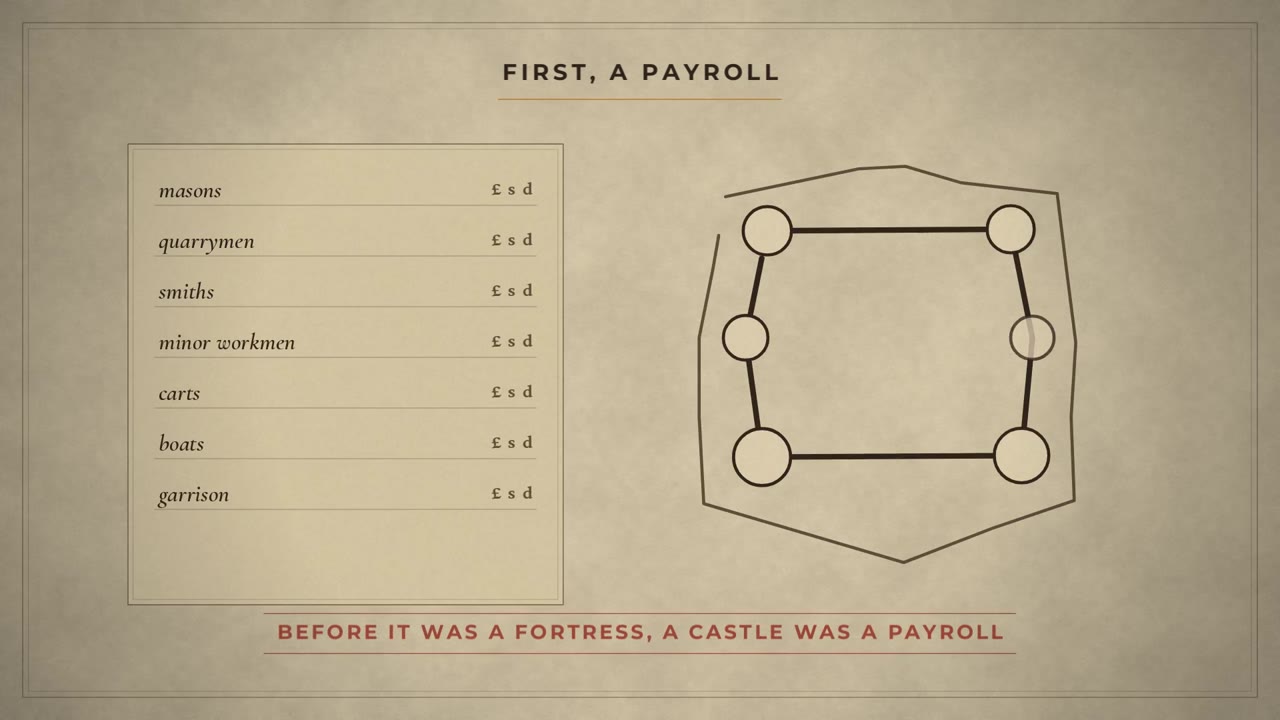 FIRST, A PAYROLL
masons £ s d
quarrymen £ s d
smiths £ s d
minor workmen £ s d
carts £ s d
boats £ s d
garrison £ s d
BEFORE IT WAS A FORTRESS, A CASTLE WAS A PAYROLL